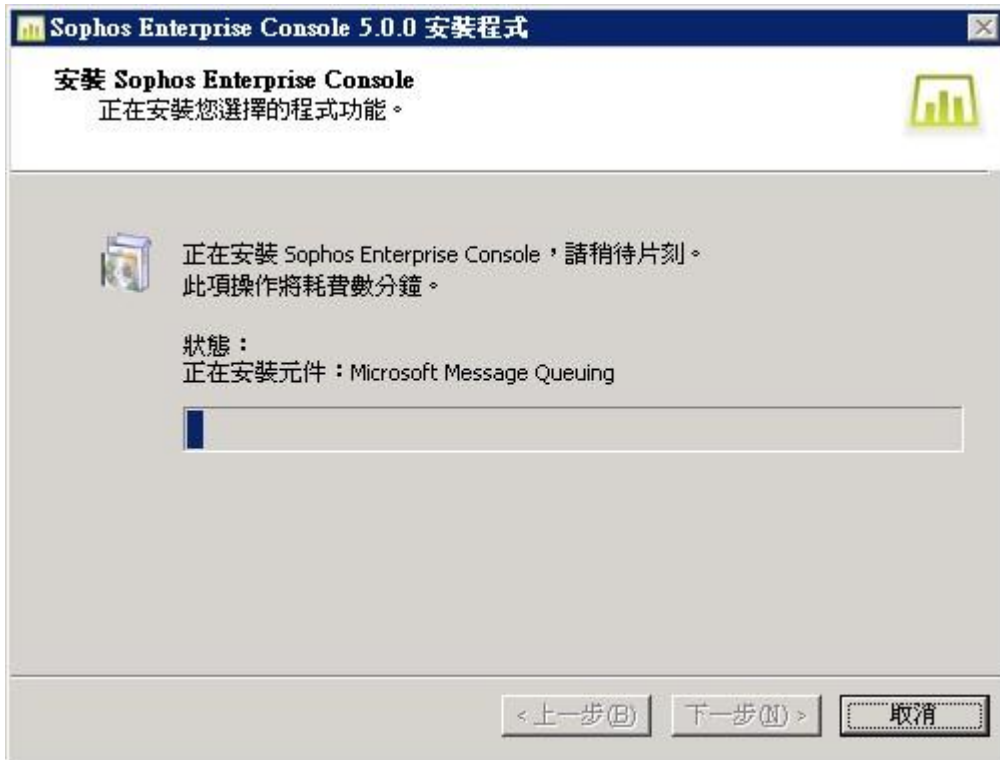 Sophos Enterprise Console 5.0.0 安裝程式
安裝 Sophos Enterprise Console
正在安裝您選擇的程式功能。
正在安裝 Sophos Enterprise Console，請稍待片刻。
此項操作將耗費數分鐘。
狀態：
正在安裝元件：Microsoft Message Queuing
< 上一步(B)
下一步(N) >
取消